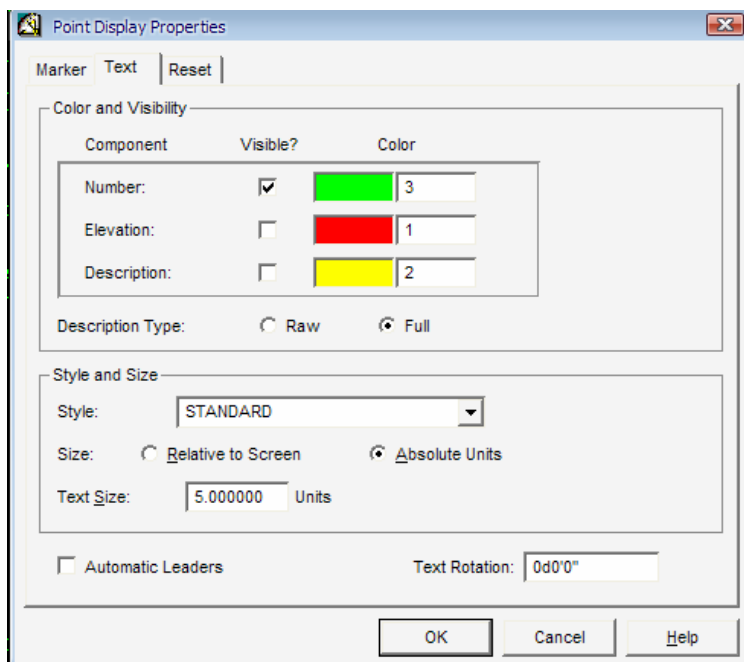 Point Display Properties
Marker Text Reset
Color and Visibility
Component Visible? Color
Number: 3
Elevation: 1
Description: 2
Description Type: Raw Full
Style and Size
Style: STANDARD
Size: Relative to Screen Absolute Units
Text Size: 5.000000 Units
Automatic Leaders Text Rotation: 0d0'0"
OK Cancel Help